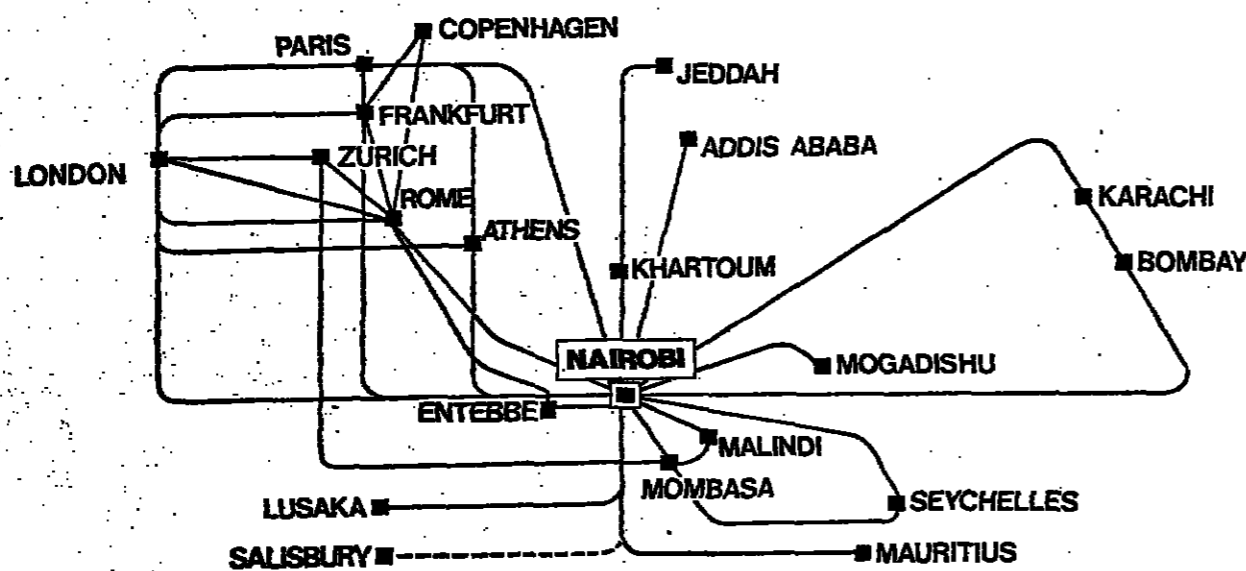 COPENHAGEN
PARIS
JEDDAH
FRANKFURT
ADDIS ABABA
ZURICH
LONDON
ROME
KARACHI
ATHENS
KHARTOUM
BOMBAY
NAIROBI
MOGADISHU
ENTEBBE
MALINDI
MOMBASA
SEYCHELLES
LUSAKA
SALISBURY
MAURITIUS